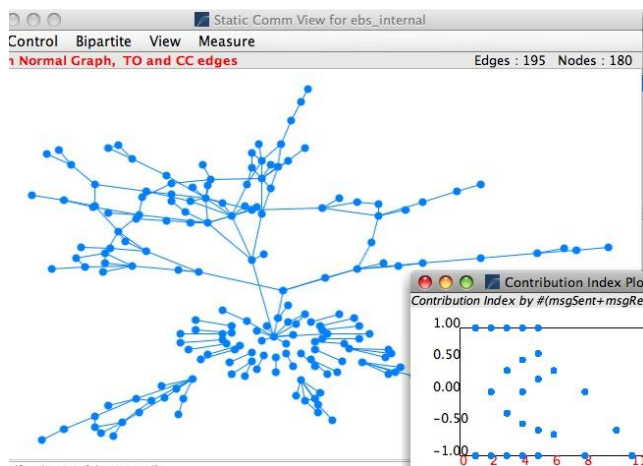 Static Comm View for ebs_internal
Control Bipartite View Measure
Normal Graph, TO and CC edges
Edges : 195 Nodes : 180
Contribution Index Plo
Contribution Index by #(msgSent+msgRe
1.00
0.50
0.00
-0.50
-1.00
0 2 4 6 8 11